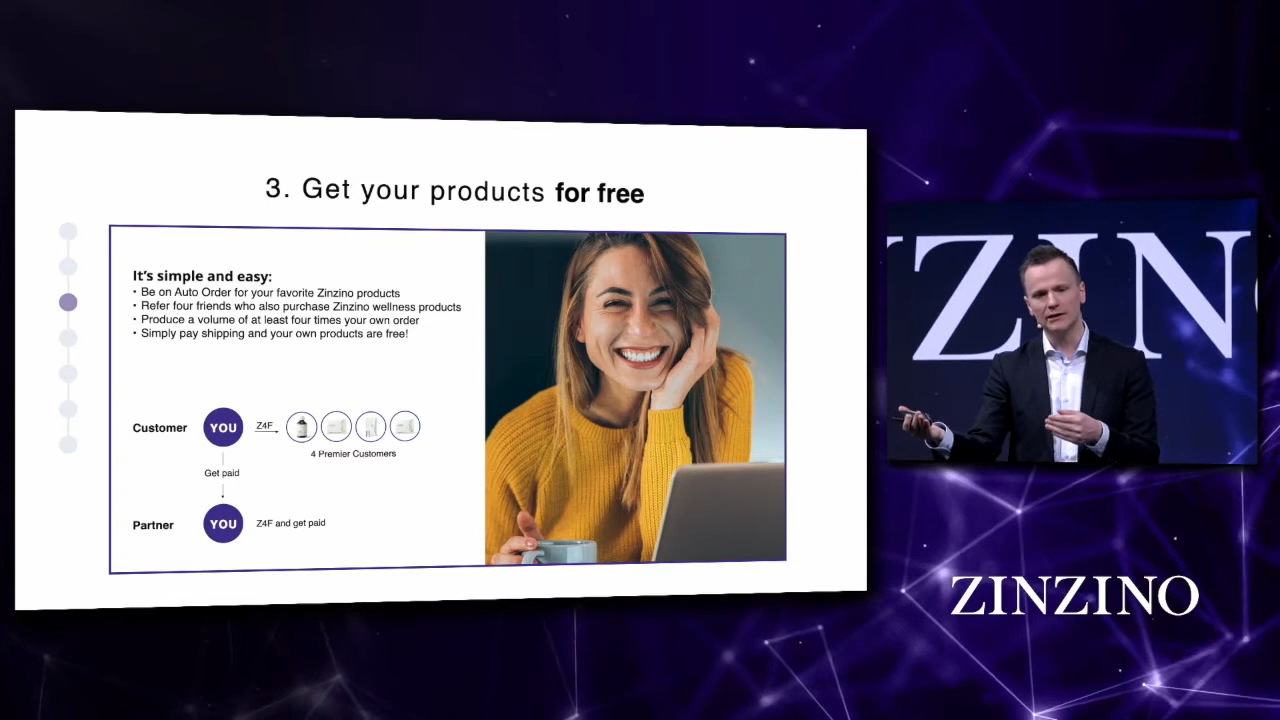 3. Get your products for free
It's simple and easy:
• Be on Auto Order for your favorite Zinzino products
• Refer four friends who also purchase Zinzino wellness products
• Produce a volume of at least four times your own order
• Simply pay shipping and your own products are free!
Customer
YOU
Z4F
4 Premier Customers
Get paid
Partner
YOU
Z4F and get paid
ZINZIN
ZINZINO